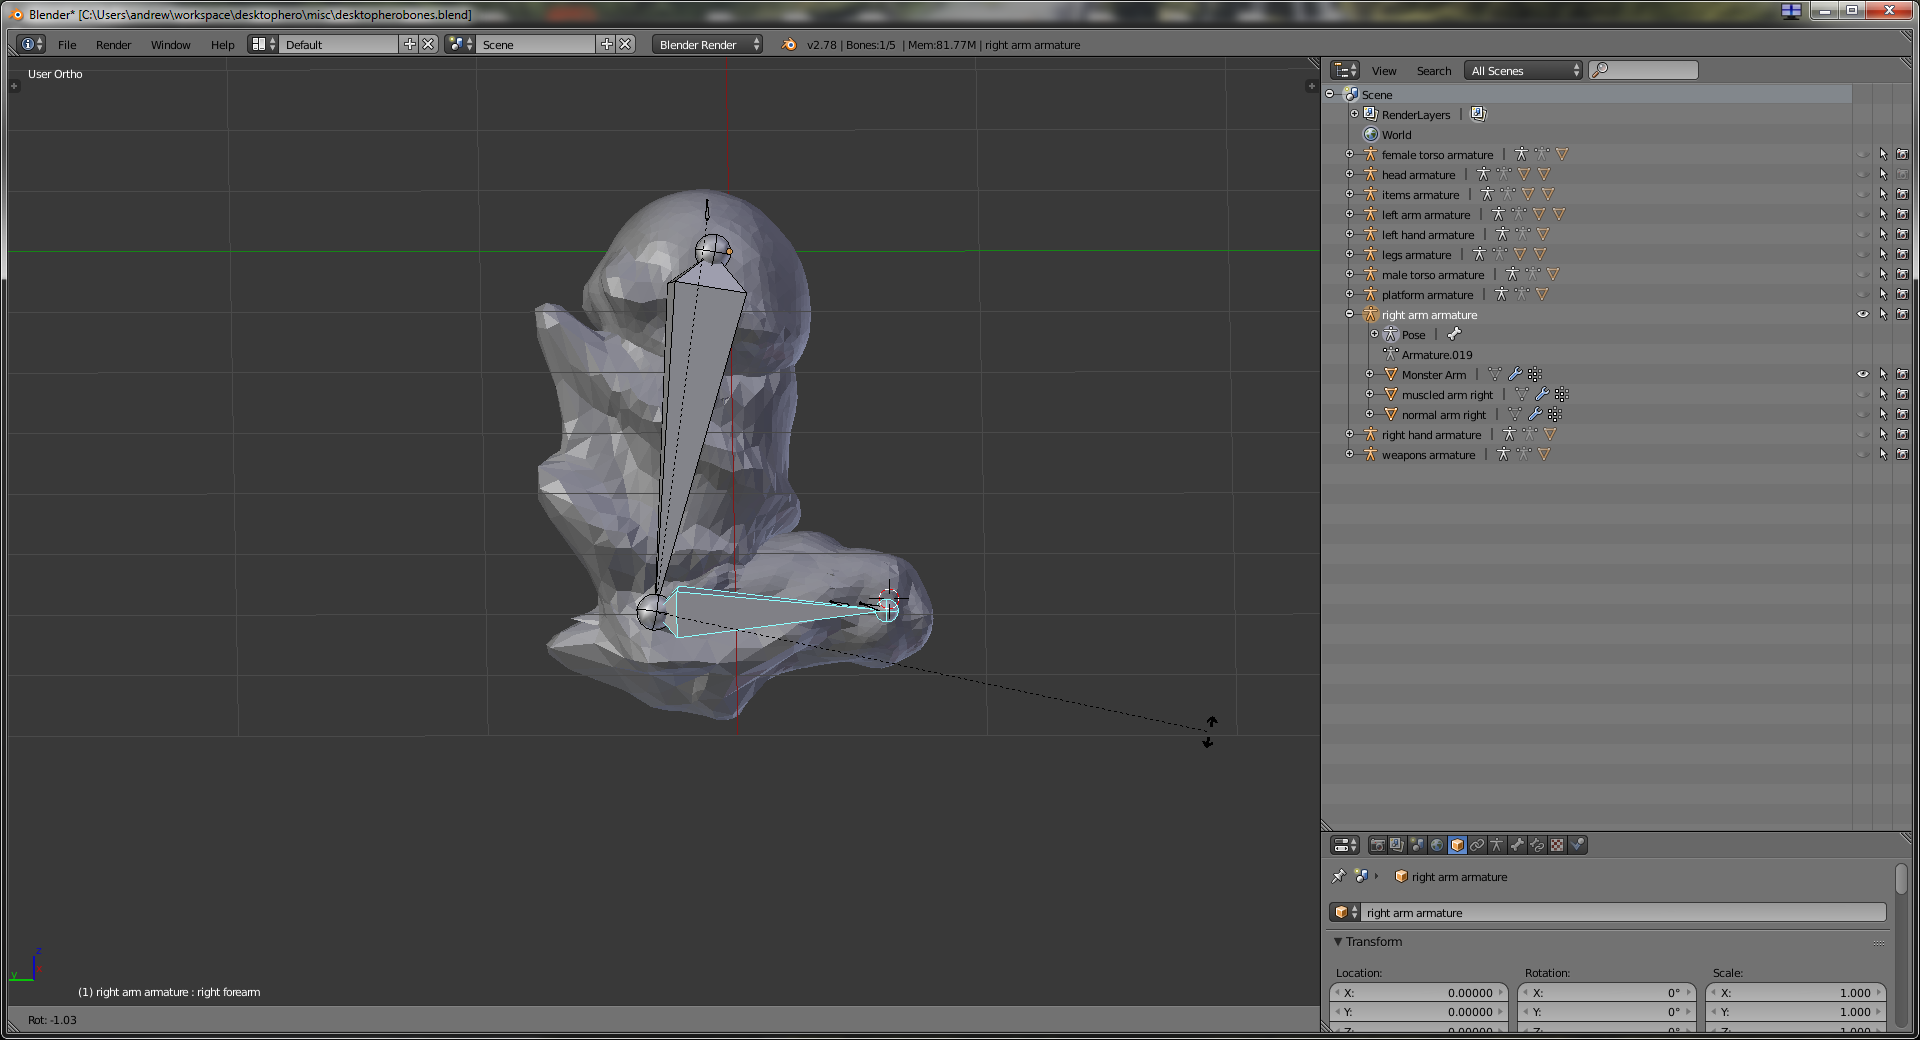 Blender* [C:\Users\andrew\workspace\desktophero\misc\desktopherobones.blend]
File Render Window Help Default Scene Blender Render v2.78 | Bones:1/5 | Mem:81.77M | right arm armature
User Ortho
View Search All Scenes
Scene
RenderLayers
World
female torso armature
head armature
items armature
left arm armature
left hand armature
legs armature
male torso armature
platform armature
right arm armature
Pose
Armature.019
Monster Arm
muscled arm right
normal arm right
right hand armature
weapons armature
right arm armature
right arm armature
Transform
Location: Rotation: Scale:
X: 0.00000 X: 0° X: 1.000
Y: 0.00000 Y: 0° Y: 1.000
z
y
(1) right arm armature : right forearm
Rot: -1.03